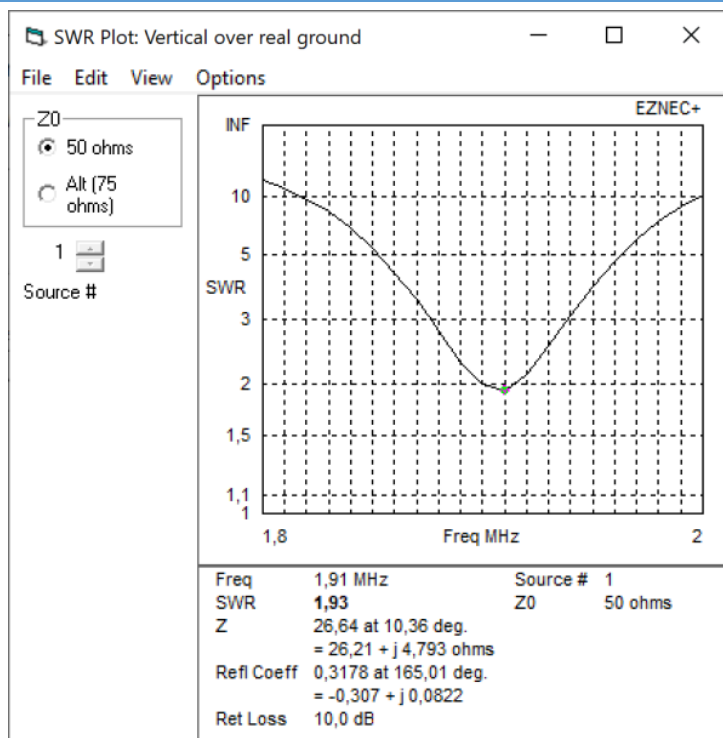 SWR Plot: Vertical over real ground
File Edit View Options
Z0
50 ohms
Alt (75
ohms)
1
Source #
EZNEC+
INF
10
5
SWR
3
2
1,5
1,1
1
1,8 Freq MHz 2
Freq 1,91 MHz Source # 1
SWR 1,93 Z0 50 ohms
Z 26,64 at 10,36 deg.
= 26,21 + j 4,793 ohms
Refl Coeff 0,3178 at 165,01 deg.
= -0,307 + j 0,0822
Ret Loss 10,0 dB